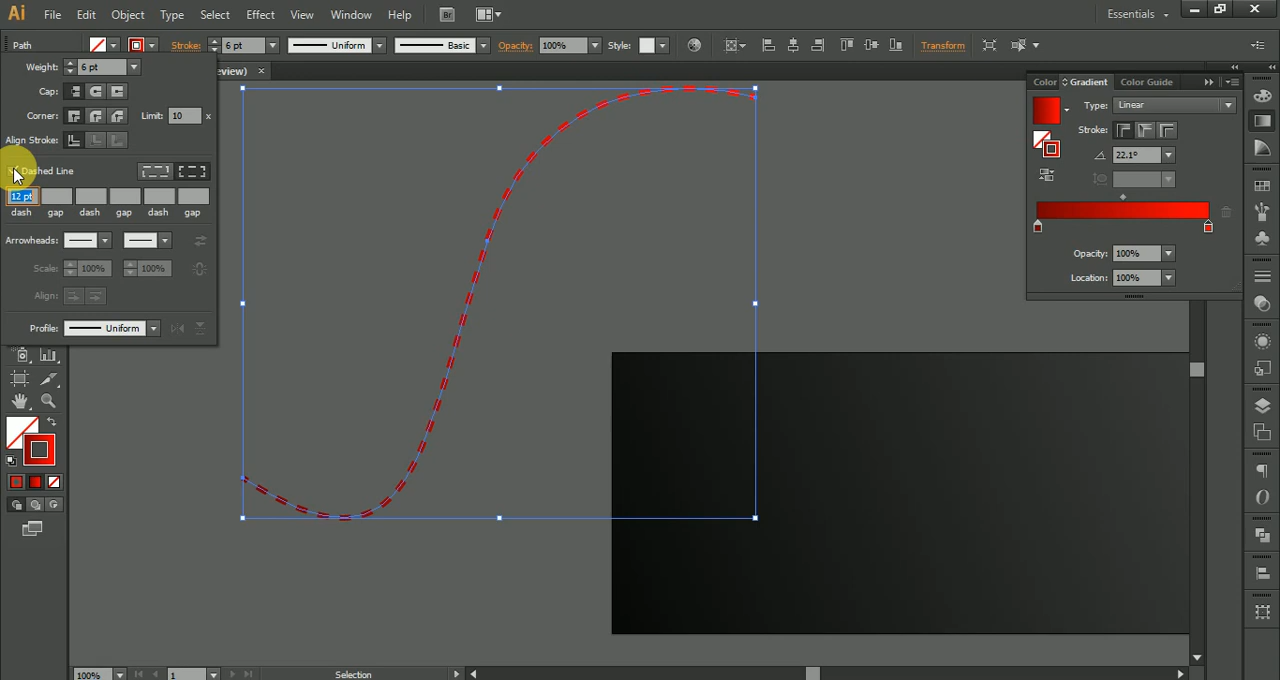 Ai File Edit Object Type Select Effect View Window Help Br Essentials
Path Stroke: 6 pt Uniform Basic Opacity: 100% Style: Transform
Weight: 6 pt
view) ×
Color Gradient Color Guide
Cap:
Type: Linear
Corner: Limit: 10 x
Stroke:
Align Stroke:
22.1°
Dashed Line
12 pt
dash gap dash gap dash gap
Arrowheads:
Opacity: 100%
Scale: 100% 100%
Location: 100%
Align:
Profile: Uniform
100% 1 Selection